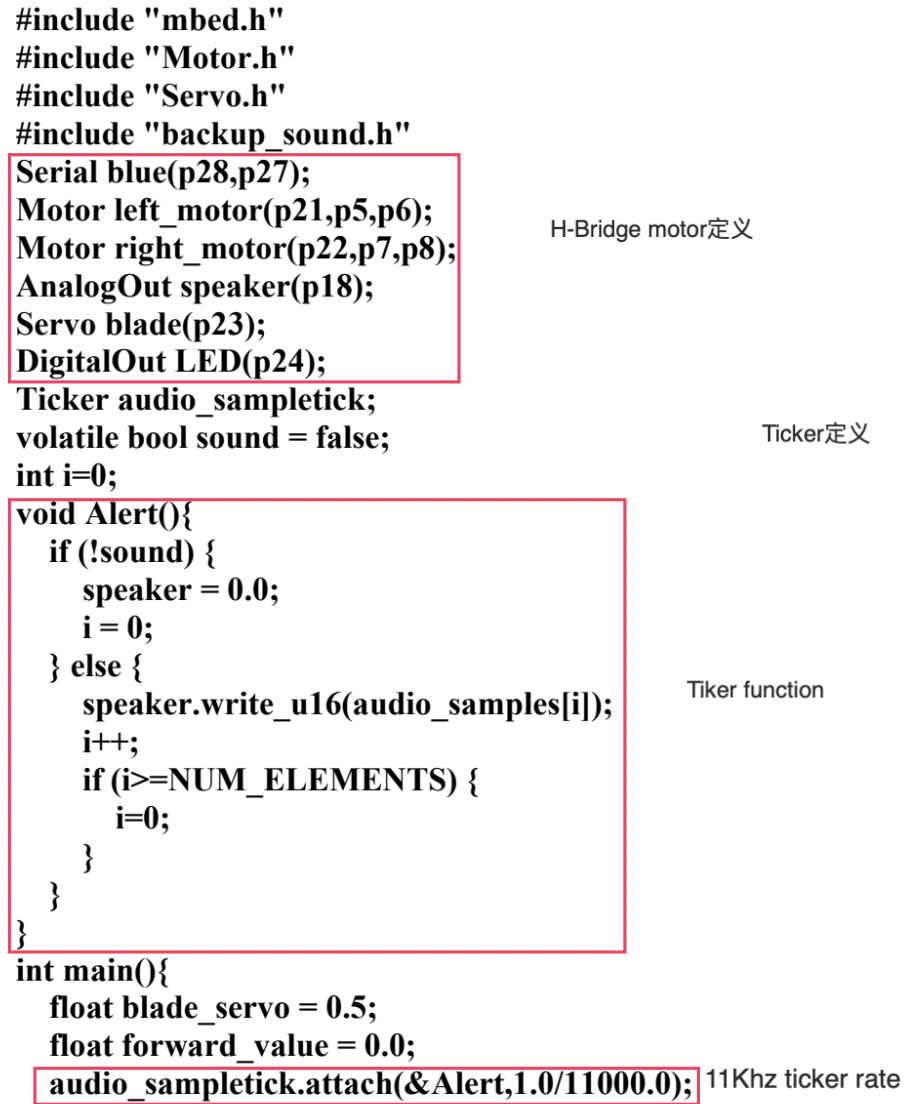 #include "mbed.h"
#include "Motor.h"
#include "Servo.h"
#include "backup_sound.h"
Serial blue(p28,p27);
Motor left_motor(p21,p5,p6);
H-Bridge motor定义
Motor right_motor(p22,p7,p8);
AnalogOut speaker(p18);
Servo blade(p23);
DigitalOut LED(p24);
Ticker audio_sampletick;
volatile bool sound = false;
Ticker定义
int i=0;
void Alert(){
if (!sound) {
speaker = 0.0;
i = 0;
} else {
speaker.write_u16(audio_samples[i]);
Tiker function
i++;
if (i>=NUM_ELEMENTS) {
i=0;
}
}
}
int main(){
float blade_servo = 0.5;
float forward_value = 0.0;
audio_sampletick.attach(&Alert,1.0/11000.0); 11Khz ticker rate